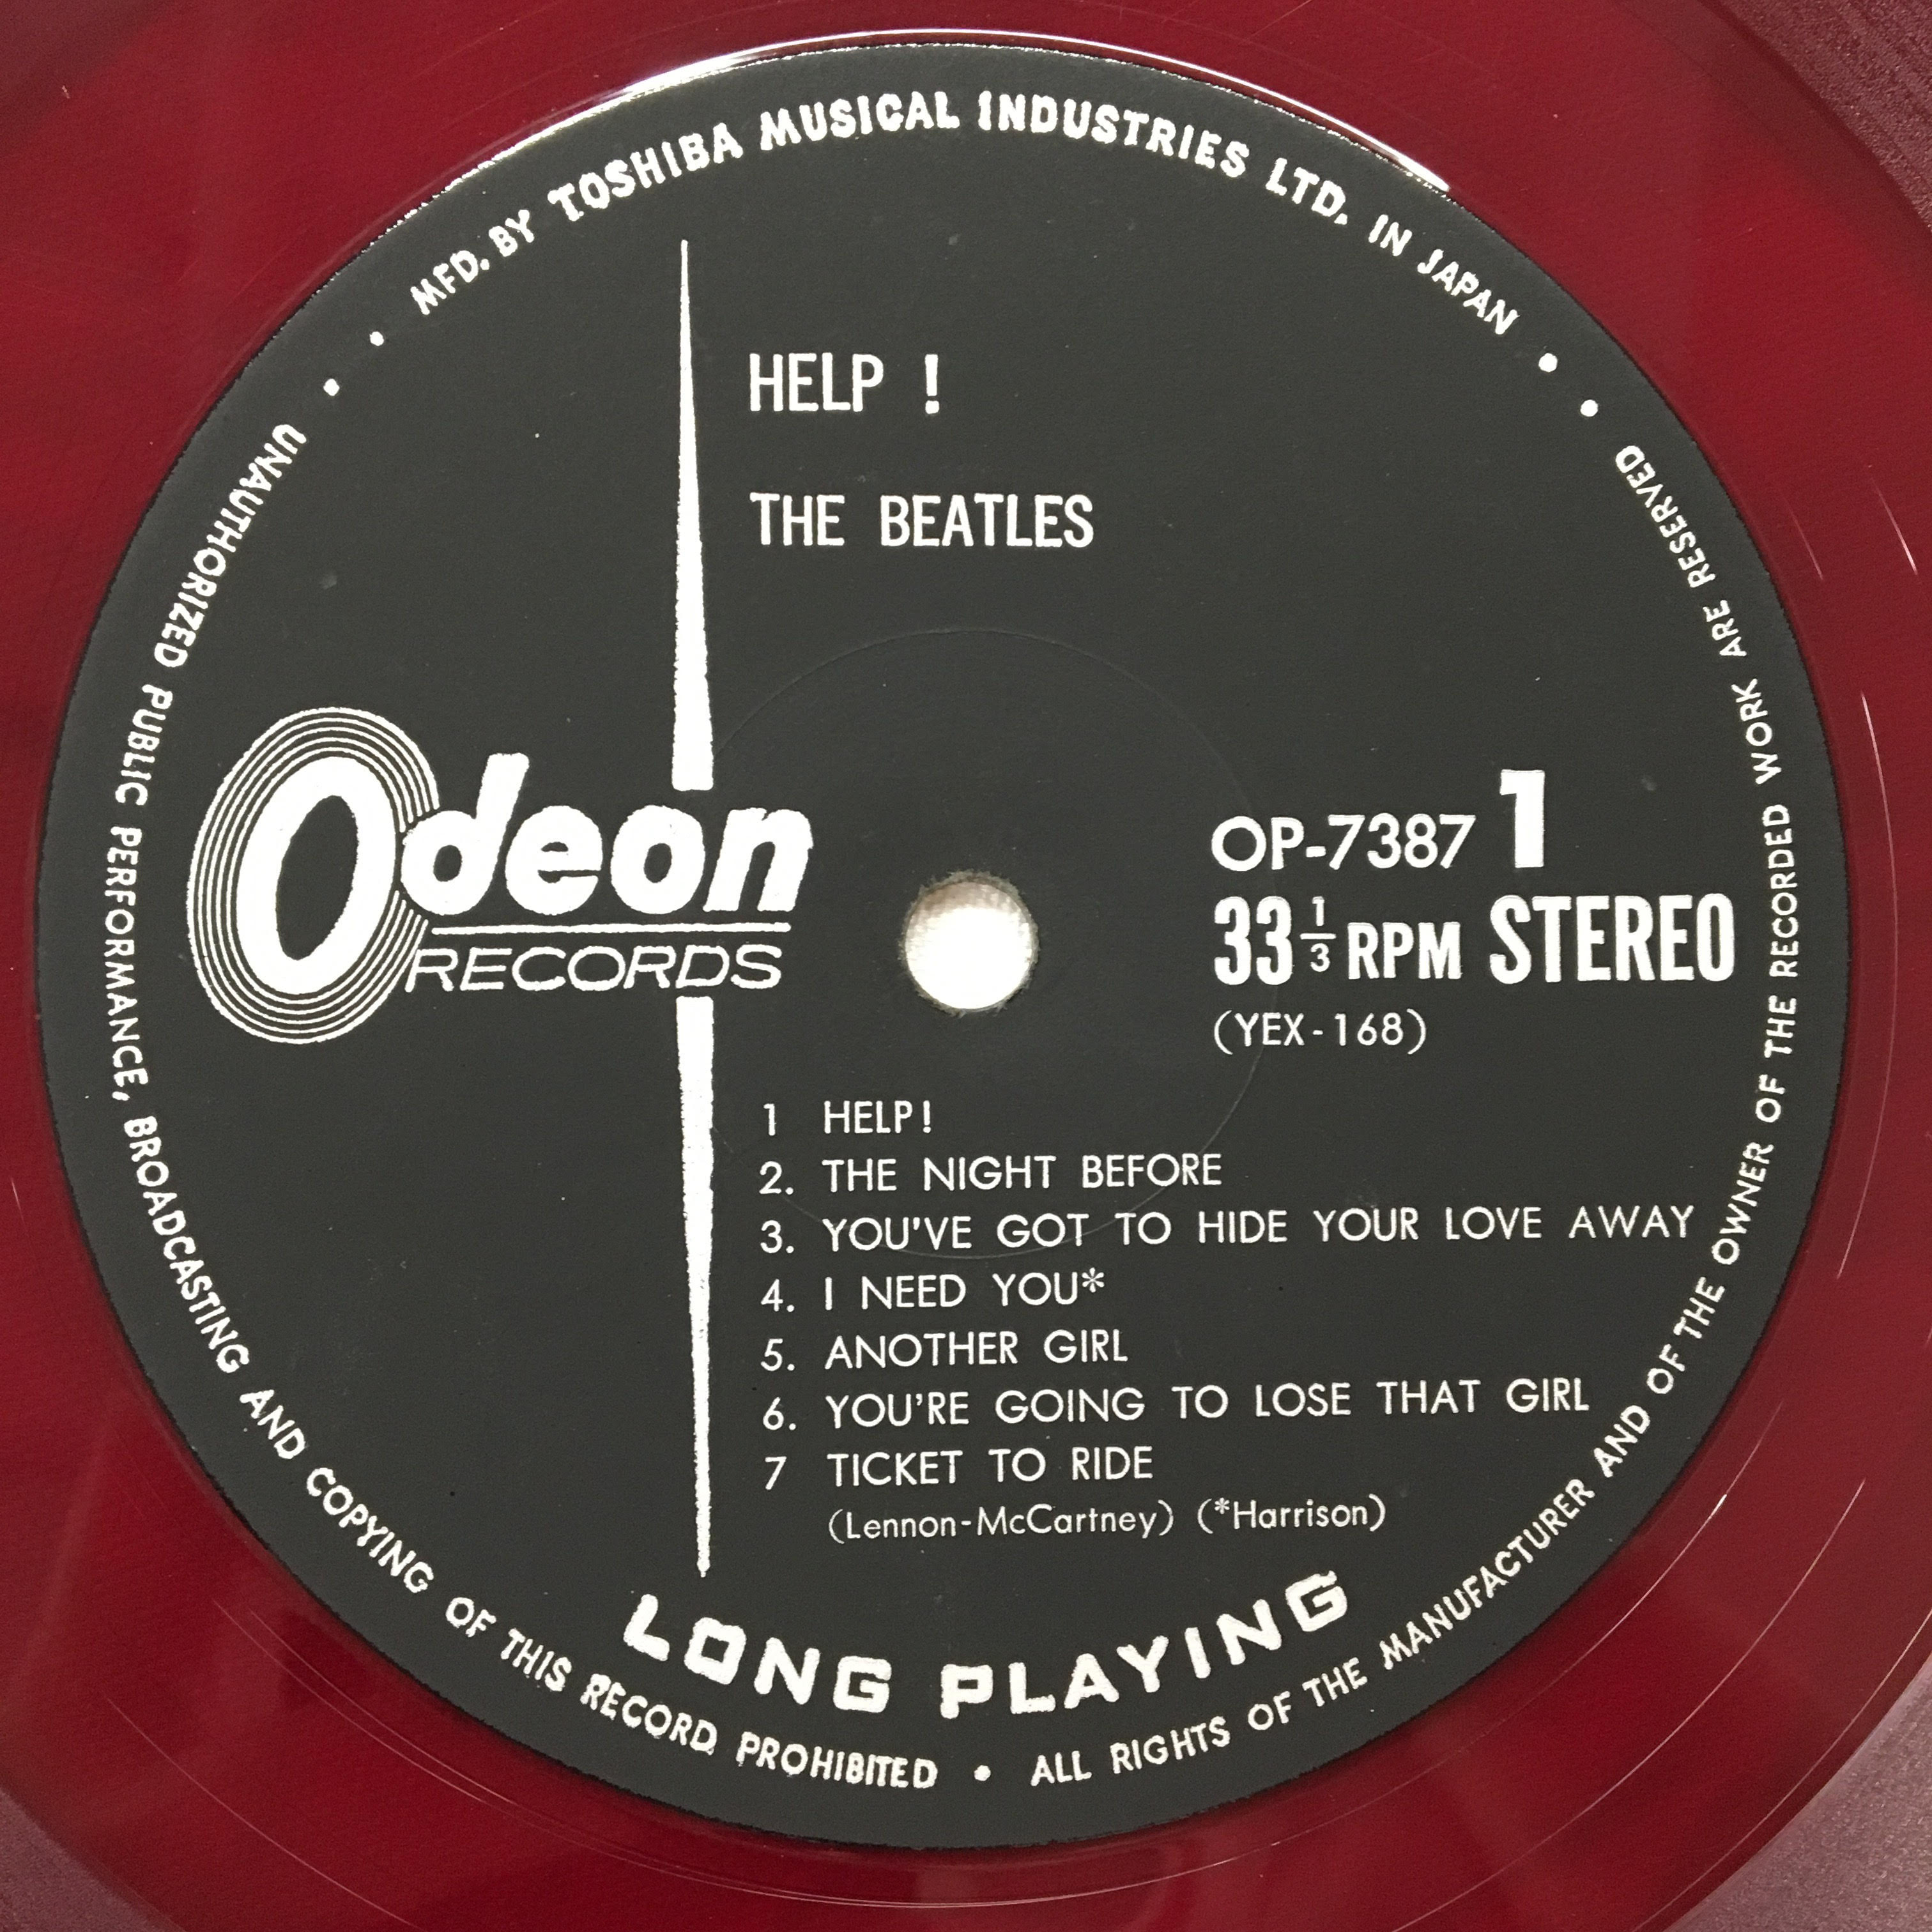 MFD. BY TOSHIBA MUSICAL INDUSTRIES LTD. IN JAPAN
HELP !
THE BEATLES
Odeon
RECORDS
OP-7387 1
33 1/3 RPM STEREO
(YEX-168)
1 HELP!
2. THE NIGHT BEFORE
3. YOU'VE GOT TO HIDE YOUR LOVE AWAY
4. I NEED YOU*
5. ANOTHER GIRL
6. YOU'RE GOING TO LOSE THAT GIRL
7 TICKET TO RIDE
(Lennon-McCartney) (*Harrison)
LONG PLAYING
UNAUTHORIZED PUBLIC PERFORMANCE, BROADCASTING AND COPYING OF THIS RECORD PROHIBITED • ALL RIGHTS OF THE MANUFACTURER AND OF THE OWNER OF THE RECORDED WORK ARE RESERVED